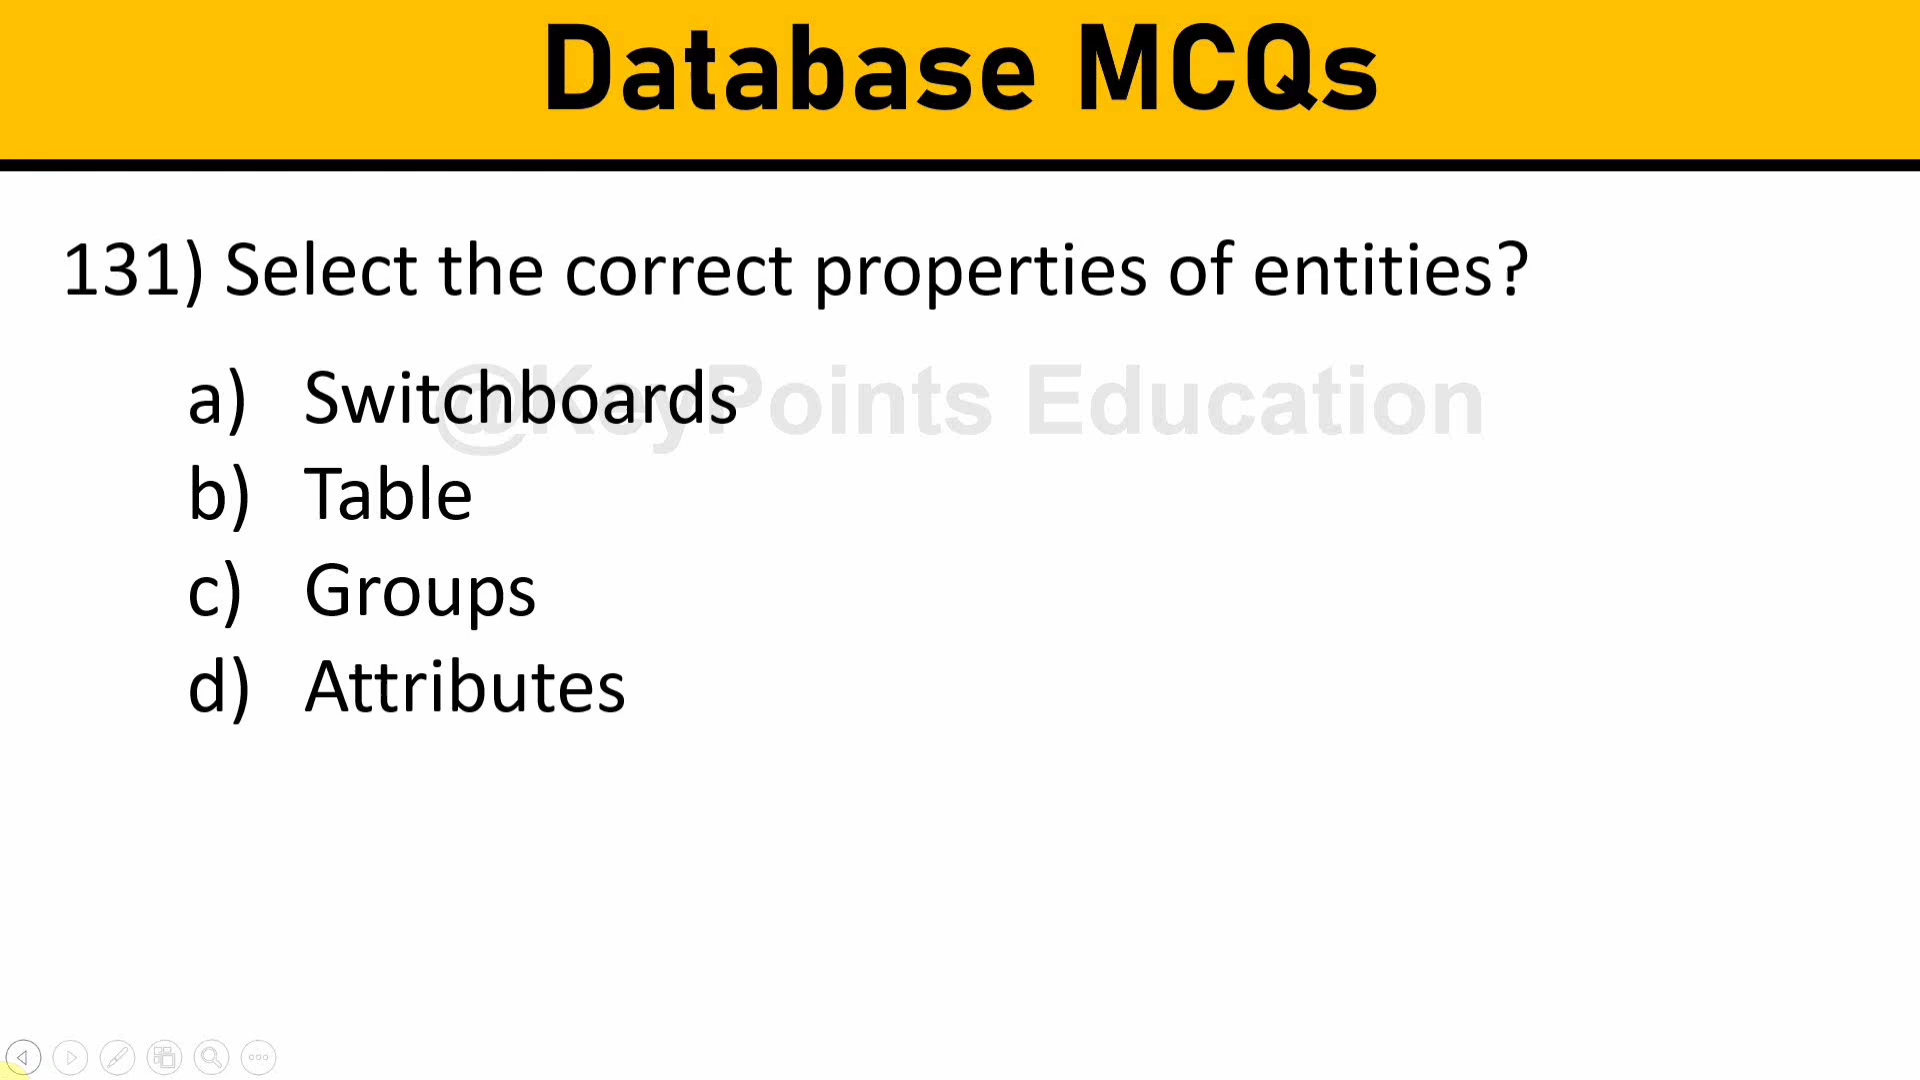 Database MCQs
131) Select the correct properties of entities?
@KeyPoints Education
a) Switchboards
b) Table
c) Groups
d) Attributes